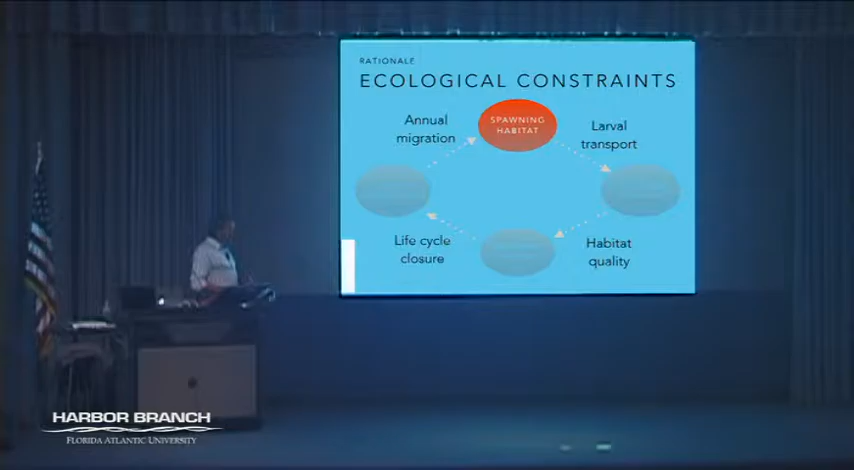 RATIONALE
ECOLOGICAL CONSTRAINTS
Annual
migration
SPAWNING
HABITAT
Larval
transport
Life cycle
closure
Habitat
quality
HARBOR BRANCH
FLORIDA ATLANTIC UNIVERSITY